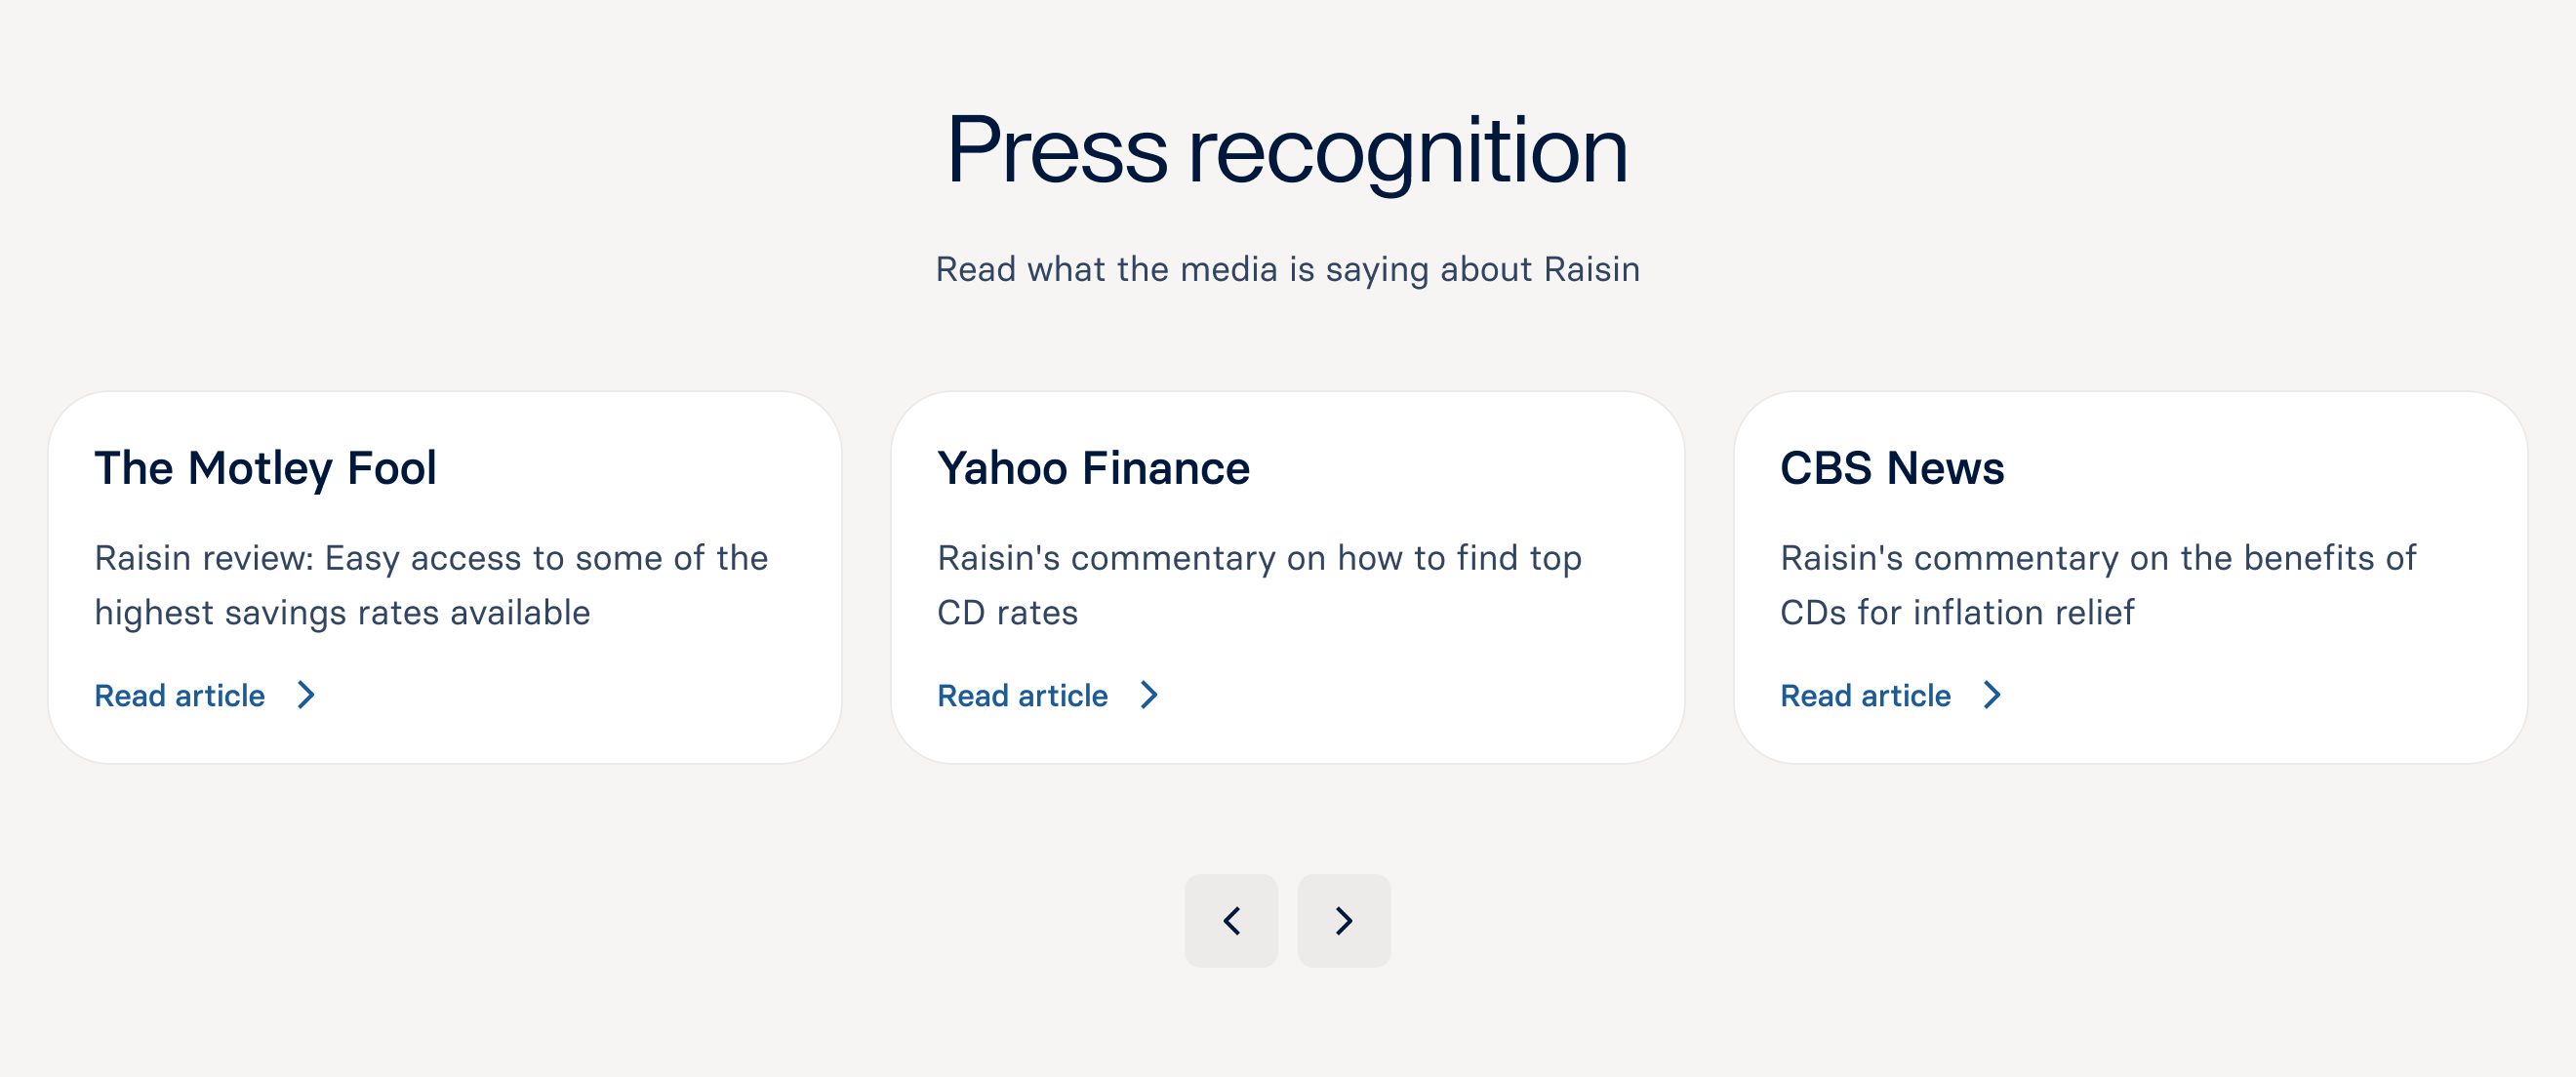 Press recognition
Read what the media is saying about Raisin
The Motley Fool
Raisin review: Easy access to some of the
highest savings rates available
Read article
Yahoo Finance
Raisin's commentary on how to find top
CD rates
Read article
CBS News
Raisin's commentary on the benefits of
CDs for inflation relief
Read article